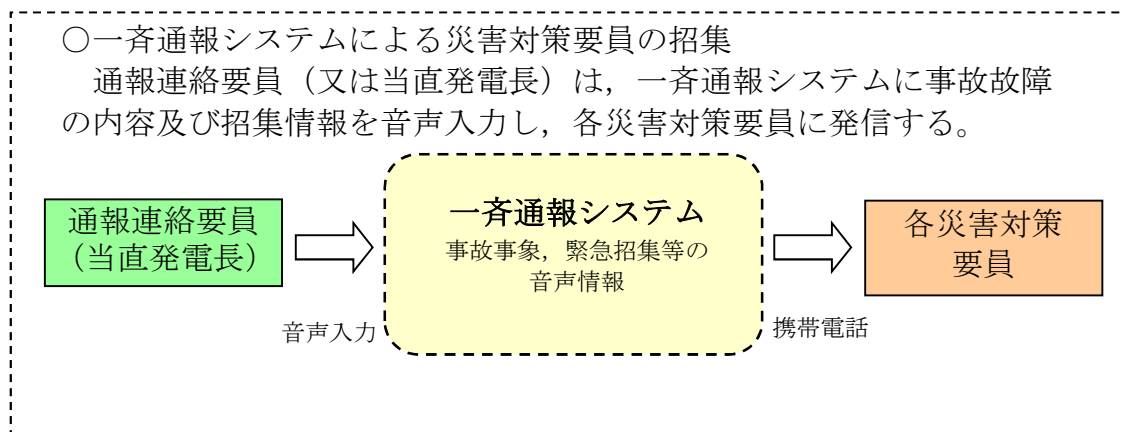 ○一斉通報システムによる災害対策要員の招集
通報連絡要員（又は当直発電長）は，一斉通報システムに事故故障
の内容及び招集情報を音声入力し，各災害対策要員に発信する。
通報連絡要員
（当直発電長）
音声入力
一斉通報システム
事故事象，緊急招集等の
音声情報
携帯電話
各災害対策
要員